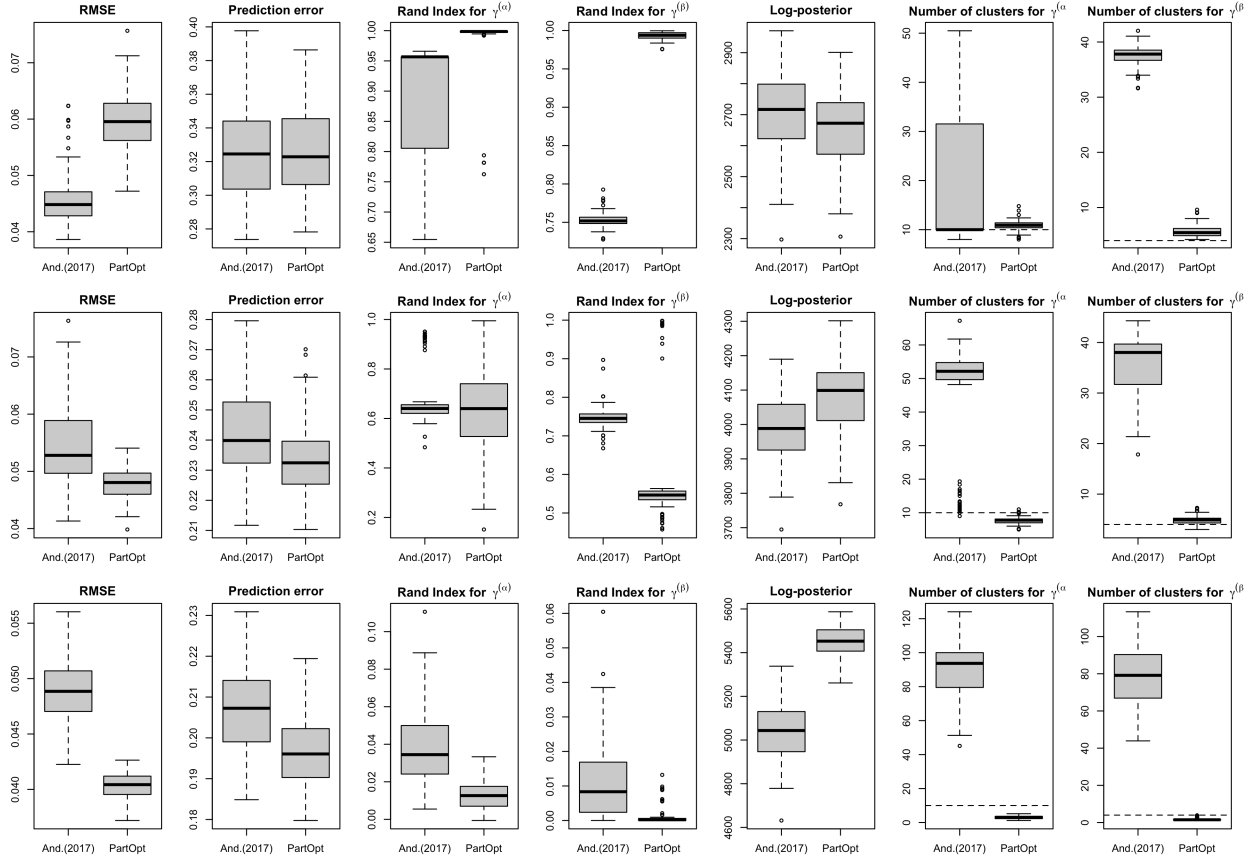 RMSE
0.07
0.06
0.05
0.04
And.(2017) PartOpt
Prediction error
0.40
0.38
0.36
0.34
0.32
0.30
0.28
And.(2017) PartOpt
Rand Index for γ(α)
1.00
0.95
0.90
0.85
0.80
0.75
0.70
0.65
And.(2017) PartOpt
Rand Index for γ(β)
1.00
0.95
0.90
0.85
0.80
0.75
And.(2017) PartOpt
Log-posterior
2900
2700
2500
2300
And.(2017) PartOpt
Number of clusters for γ(α
50
40
30
20
10
And.(2017) PartOpt
Number of clusters for γ(β
40
30
20
10
And.(2017) PartOpt
RMSE
0.07
0.06
0.05
0.04
And.(2017) PartOpt
Prediction error
0.28
0.27
0.26
0.25
0.24
0.23
0.22
0.21
And.(2017) PartOpt
Rand Index for γ(α)
1.0
0.8
0.6
0.4
0.2
And.(2017) PartOpt
Rand Index for γ(β)
1.0
0.9
0.8
0.7
0.6
0.5
And.(2017) PartOpt
Log-posterior
4300
4200
4100
4000
3900
3800
3700
And.(2017) PartOpt
Number of clusters for γ(α
60
50
40
30
20
10
And.(2017) PartOpt
Number of clusters for γ(β
40
30
20
10
And.(2017) PartOpt
RMSE
0.055
0.050
0.045
0.040
And.(2017) PartOpt
Prediction error
0.23
0.22
0.21
0.20
0.19
0.18
And.(2017) PartOpt
Rand Index for γ(α)
0.10
0.08
0.06
0.04
0.02
0.00
And.(2017) PartOpt
Rand Index for γ(β)
0.06
0.05
0.04
0.03
0.02
0.01
0.00
And.(2017) PartOpt
Log-posterior
5600
5400
5200
5000
4800
4600
And.(2017) PartOpt
Number of clusters for γ(α
120
100
80
60
40
20
0
And.(2017) PartOpt
Number of clusters for γ(β
100
80
60
40
20
0
And.(2017) PartOpt